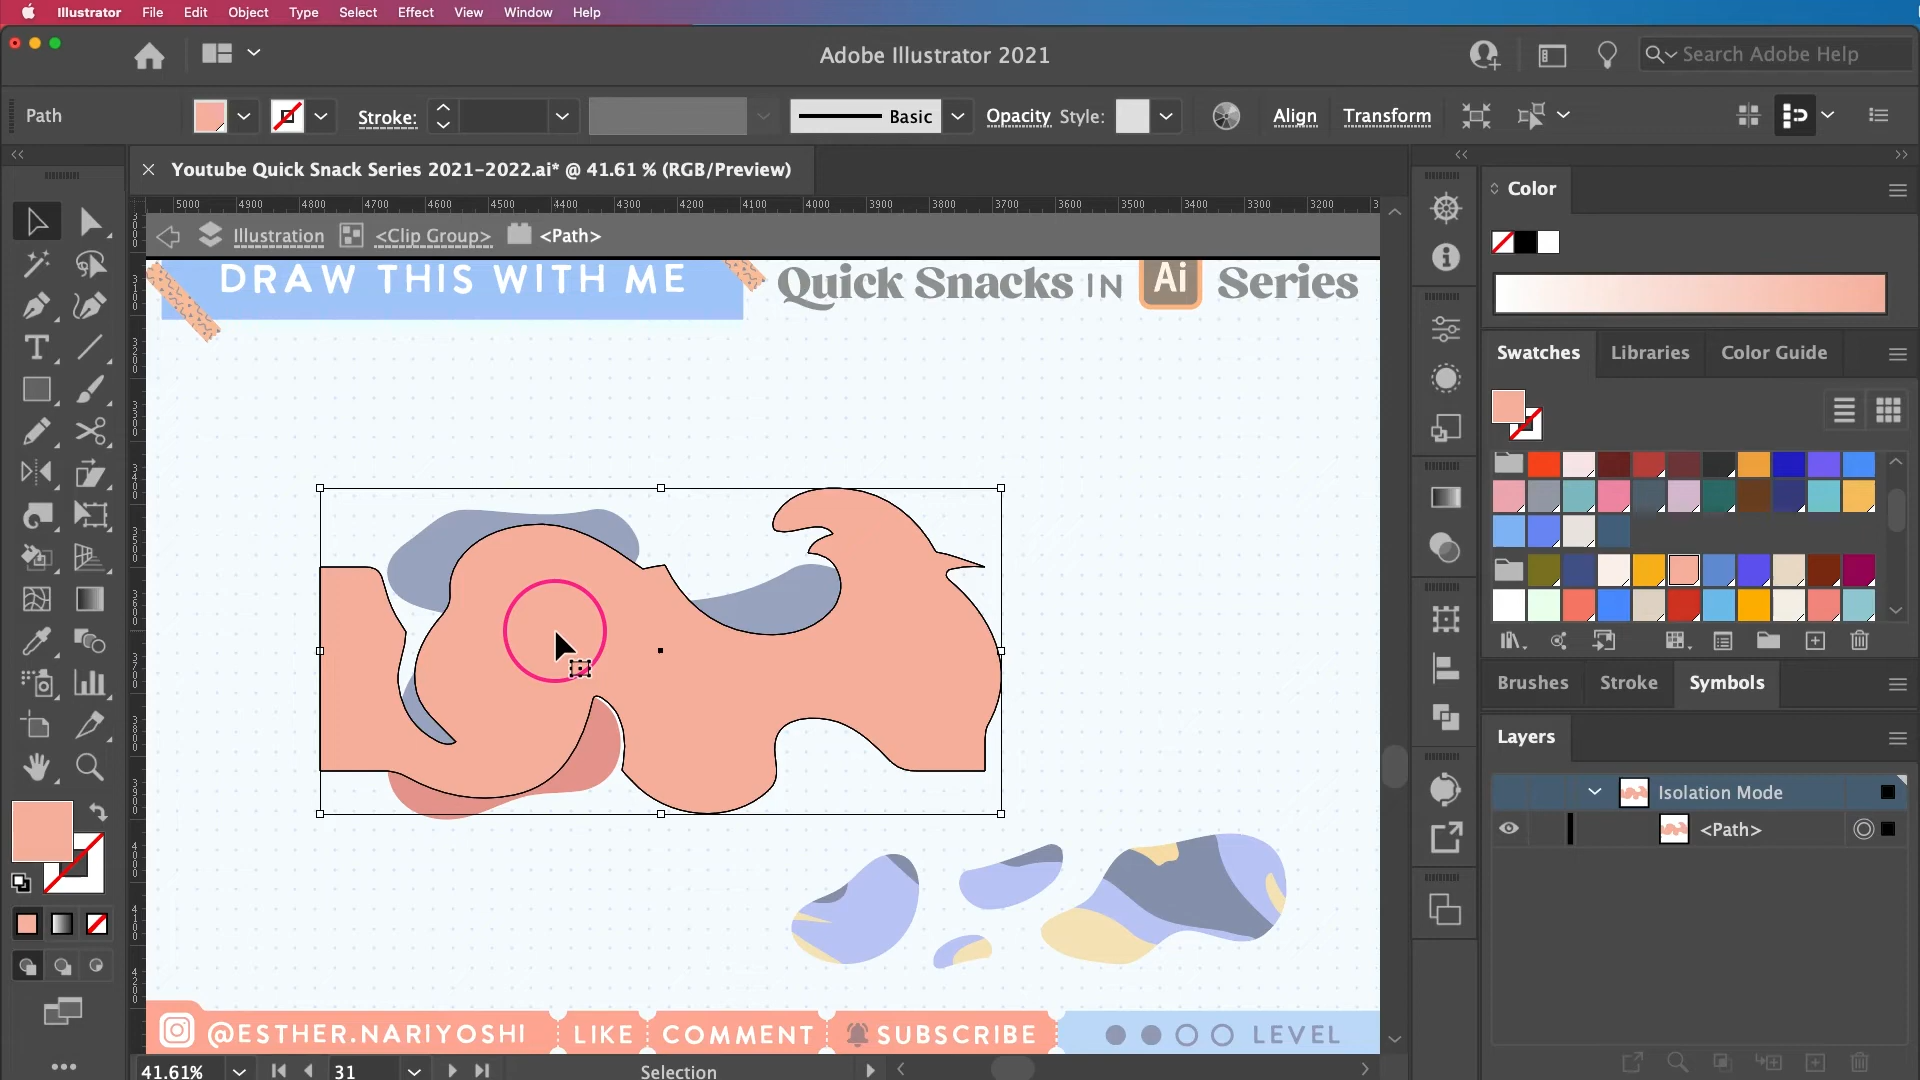 Illustrator File Edit Object Type Select Effect View Window Help
Adobe Illustrator 2021
Search Adobe Help
Path
Stroke:
Basic
Opacity
Style:
Align
Transform
Youtube Quick Snack Series 2021-2022.ai* @ 41.61 % (RGB/Preview)
5000 4900 4800 4700 4600 4500 4400 4300 4200 4100 4000 3900 3800 3700 3600 3500 3400 3300 3200
Illustration <Clip Group> <Path>
DRAW THIS WITH ME
Quick Snacks IN Ai Series
Color
Swatches Libraries Color Guide
Brushes Stroke Symbols
Layers
Isolation Mode
<Path>
@ESTHER.NARIYOSHI LIKE COMMENT SUBSCRIBE LEVEL
41.61% 31 Selection